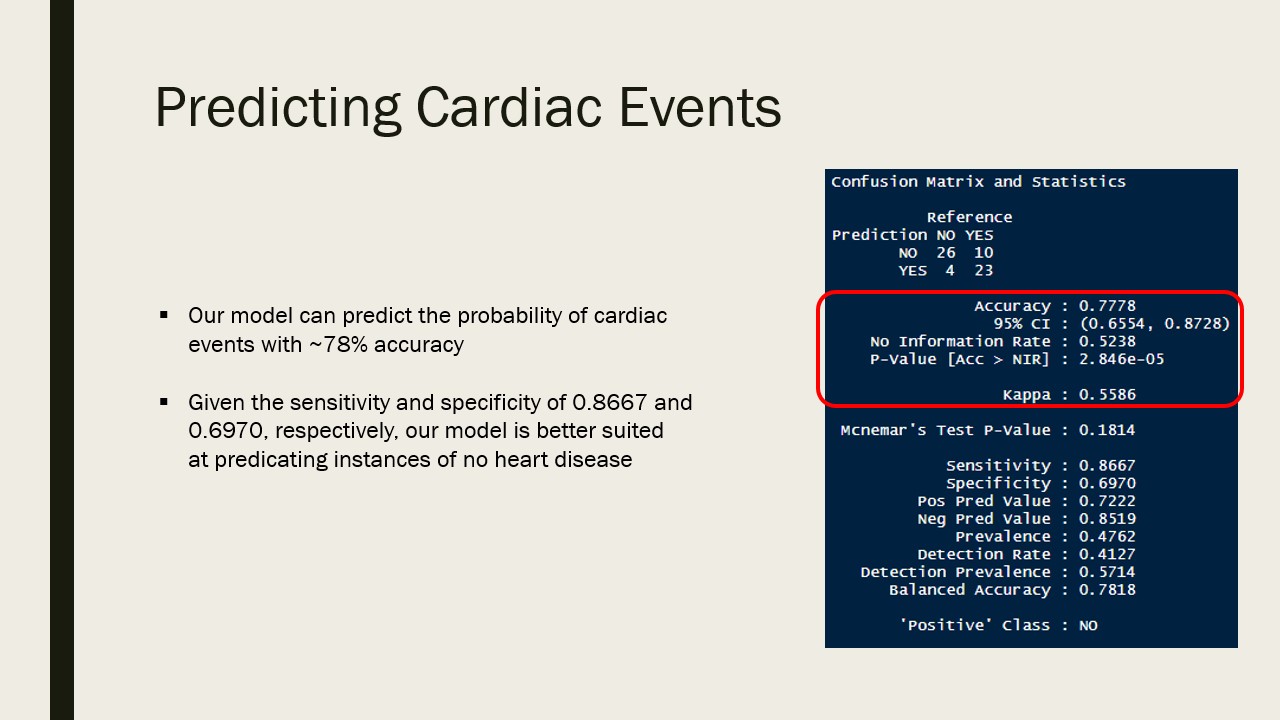 Predicting Cardiac Events
▪ Our model can predict the probability of cardiac
events with ~78% accuracy
▪ Given the sensitivity and specificity of 0.8667 and
0.6970, respectively, our model is better suited
at predicating instances of no heart disease
Confusion Matrix and Statistics
Reference
Prediction NO YES
NO 26 10
YES 4 23
Accuracy : 0.7778
95% CI : (0.6554, 0.8728)
No Information Rate : 0.5238
P-Value [Acc > NIR] : 2.846e-05
Kappa : 0.5586
Mcnemar's Test P-Value : 0.1814
Sensitivity : 0.8667
Specificity : 0.6970
Pos Pred Value : 0.7222
Neg Pred Value : 0.8519
Prevalence : 0.4762
Detection Rate : 0.4127
Detection Prevalence : 0.5714
Balanced Accuracy : 0.7818
'Positive' Class : NO